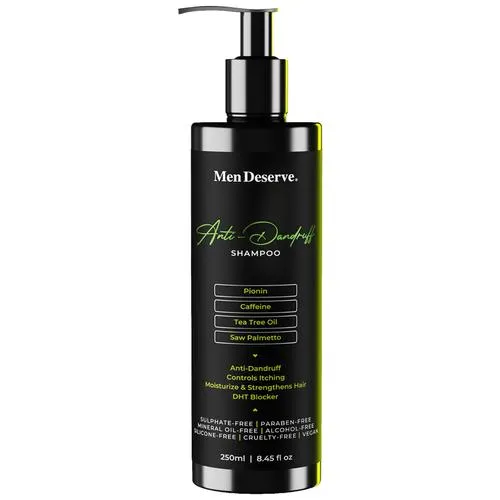 Men Deserve.
Anti-Dandruff
SHAMPOO
Pionin
Caffeine
Tea Tree Oil
Saw Palmetto
Anti-Dandruff
Controls Itching
Moisturize & Strengthens Hair
DHT Blocker
SULPHATE-FREE | PARABEN-FREE
MINERAL OIL-FREE | ALCOHOL-FREE
SILICONE-FREE | CRUELTY-FREE | VEGAN
250ml | 8.45 fl oz